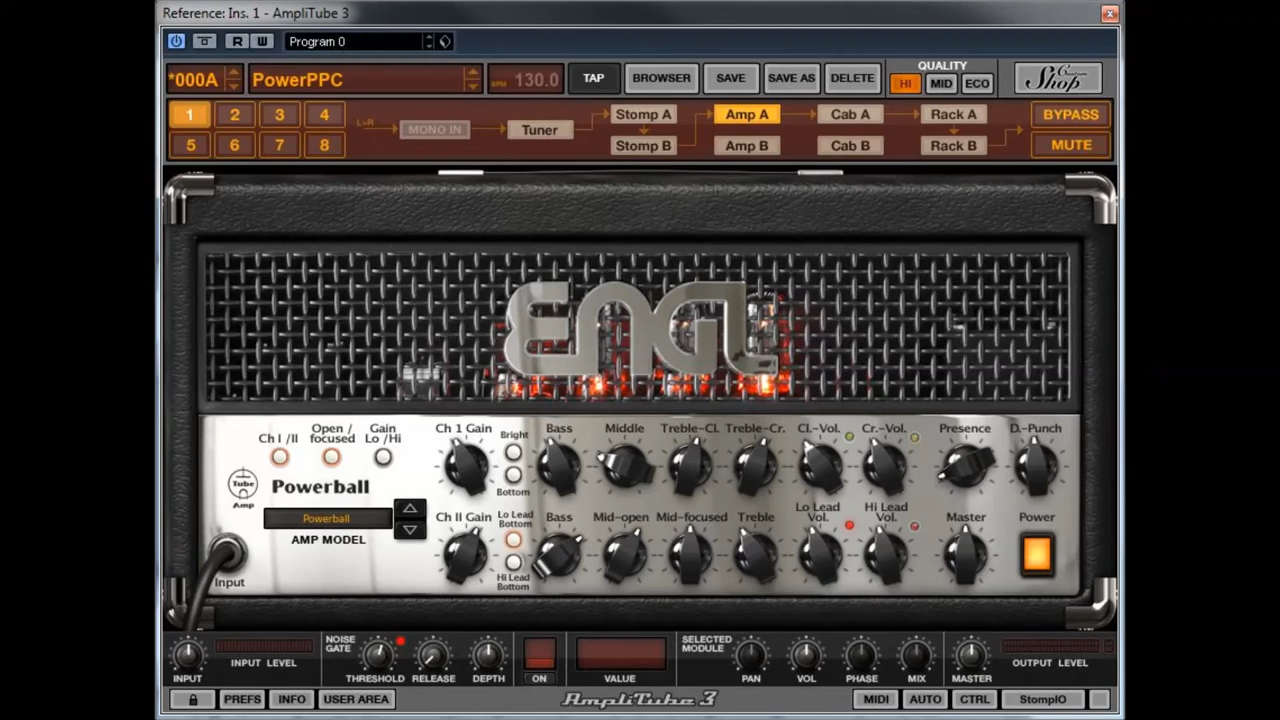 Reference: Ins. 1 - AmpliTube 3
R W Program 0
*000A PowerPPC BPM 130.0 TAP BROWSER SAVE SAVE AS DELETE
QUALITY
HI MID ECO
Custom Shop
1 2 3 4
5 6 7 8
L=R MONO IN Tuner
Stomp A Amp A Cab A Rack A BYPASS
Stomp B Amp B Cab B Rack B MUTE
ENGL
Ch I /II
Open / focused
Gain Lo /Hi
Ch 1 Gain
Bright
Bottom
Bass Middle Treble-Cl. Treble-Cr. Cl.-Vol. Cr.-Vol. Presence D.-Punch
Tube Amp
Powerball
Powerball
AMP MODEL
Input
Ch II Gain
Lo Lead Bottom
Hi Lead Bottom
Bass Mid-open Mid-focused Treble
Lo Lead Vol.
Hi Lead Vol.
Master Power
INPUT
INPUT LEVEL
NOISE GATE
THRESHOLD RELEASE DEPTH
ON
VALUE
SELECTED MODULE
PAN VOL PHASE MIX
MASTER
OUTPUT LEVEL
PREFS INFO USER AREA AmpliTube 3 MIDI AUTO CTRL StompIO